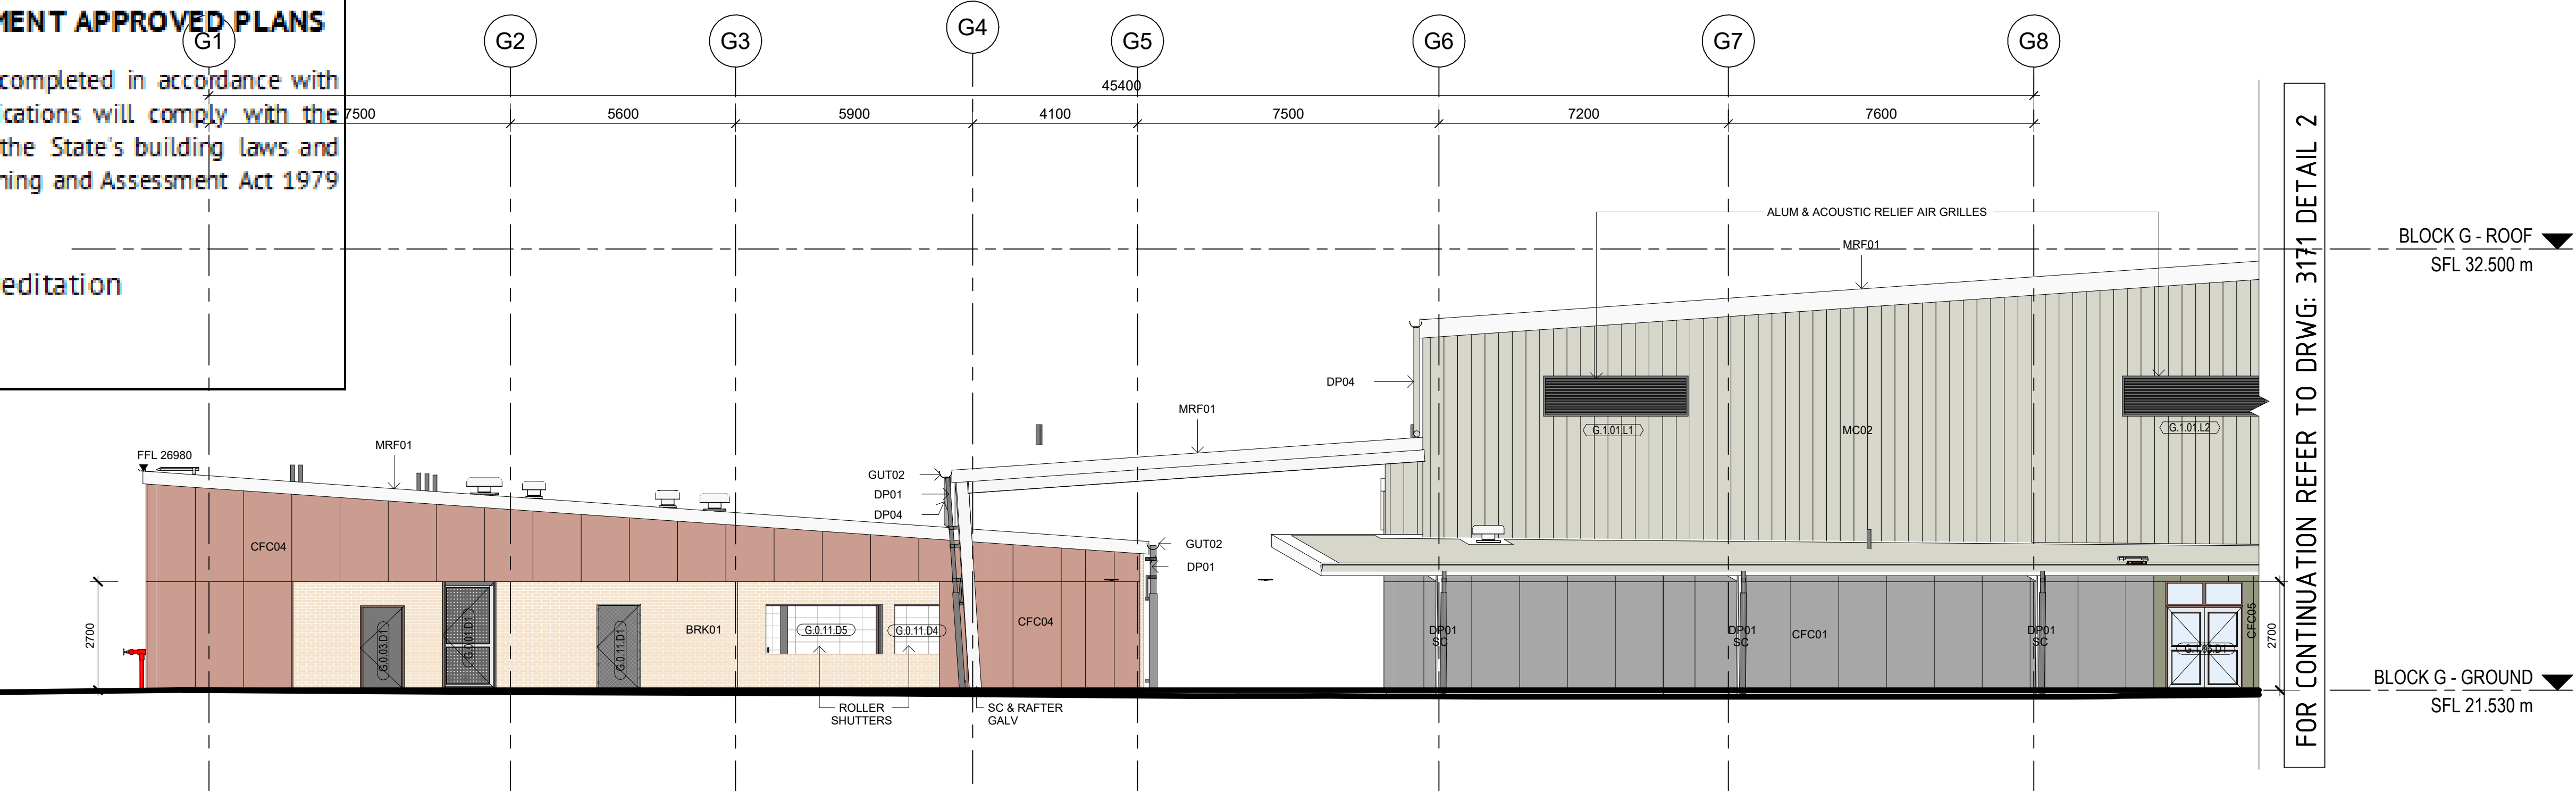 MENT APPROVED PLANS
completed in accordance with
ications will comply with the
the State's building laws and
ning and Assessment Act 1979
editation
G1
G2
G3
G4
G5
G6
G7
G8
45400
7500
5600
5900
4100
7500
7200
7600
ALUM & ACOUSTIC RELIEF AIR GRILLES
MRF01
BLOCK G - ROOF
SFL 32.500 m
FOR CONTINUATION REFER TO DRWG: 3171 DETAIL 2
DP04
MRF01
G.1.01.L1
MC02
G.1.01.L2
MRF01
FFL 26980
GUT02
DP01
DP04
CFC04
GUT02
DP01
2700
G.0.03.D1
G.0.01.D1
G.0.11.D1
BRK01
G.0.11.D5
G.0.11.D4
CFC04
DP01
SC
DP01
SC
CFC01
DP01
SC
CFC05
2700
BLOCK G - GROUND
SFL 21.530 m
ROLLER
SHUTTERS
SC & RAFTER
GALV